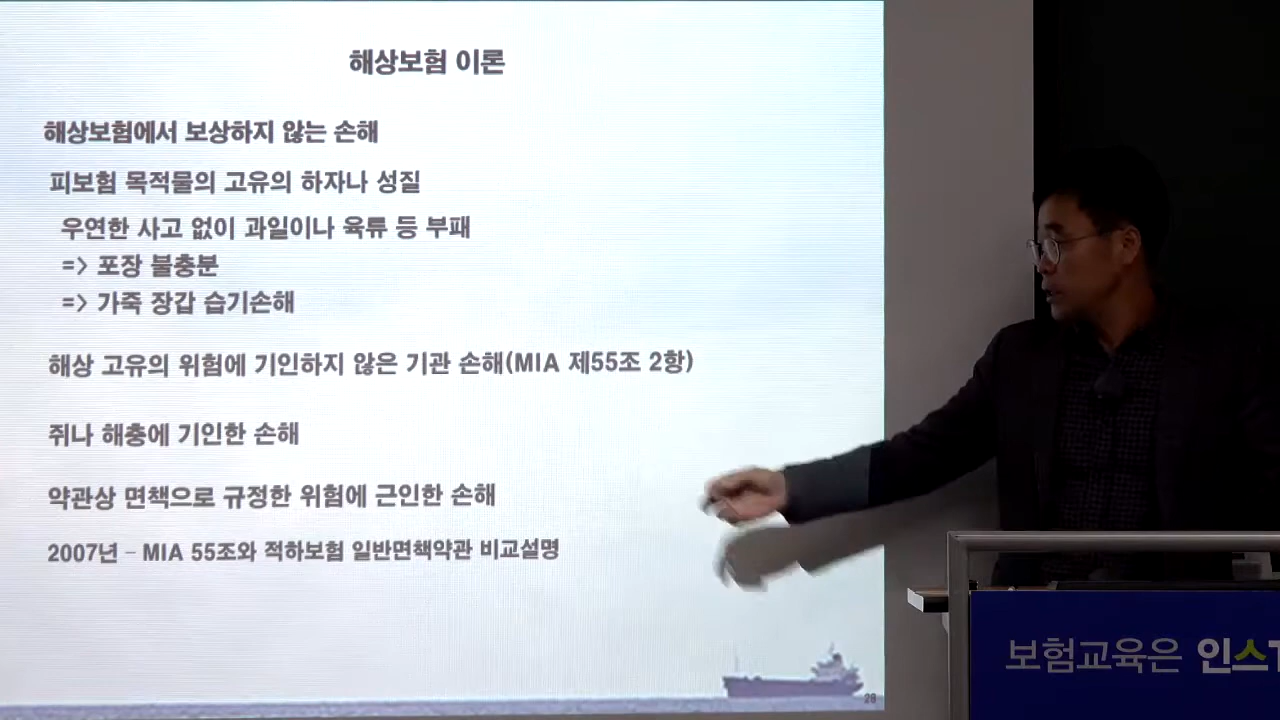 해상보험 이론
해상보험에서 보상하지 않는 손해
피보험 목적물의 고유의 하자나 성질
우연한 사고 없이 과일이나 육류 등 부패
=> 포장 불충분
=> 가죽 장갑 습기손해
해상 고유의 위험에 기인하지 않은 기관 손해(MIA 제55조 2항)
쥐나 해충에 기인한 손해
약관상 면책으로 규정한 위험에 근인한 손해
2007년 – MIA 55조와 적하보험 일반면책약관 비교설명
28
보험교육은 인스